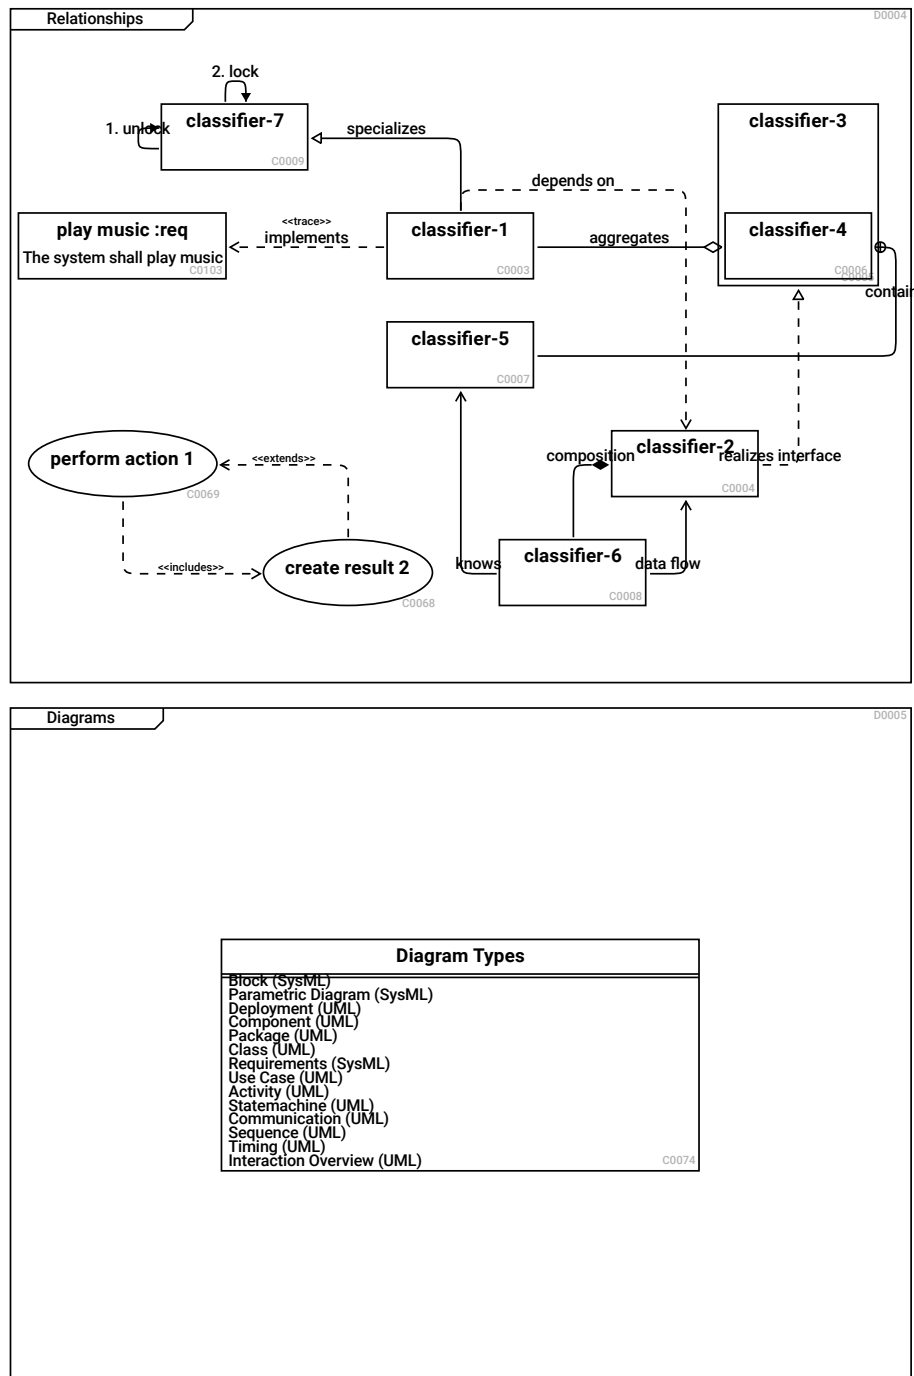 Relationships
D0004
2. lock
1. unlock
classifier-7
C0009
specializes
classifier-3
depends on
play music :req
The system shall play music
C0103
<<trace>>
implements
classifier-1
C0003
aggregates
classifier-4
C0006
C0005
contain
classifier-5
C0007
perform action 1
C0069
<<extends>>
composition
classifier-2
C0004
realizes interface
<<includes>>
create result 2
C0068
knows
classifier-6
C0008
data flow
Diagrams
D0005
Diagram Types
Block (SysML)
Parametric Diagram (SysML)
Deployment (UML)
Component (UML)
Package (UML)
Class (UML)
Requirements (SysML)
Use Case (UML)
Activity (UML)
Statemachine (UML)
Communication (UML)
Sequence (UML)
Timing (UML)
Interaction Overview (UML)
C0074